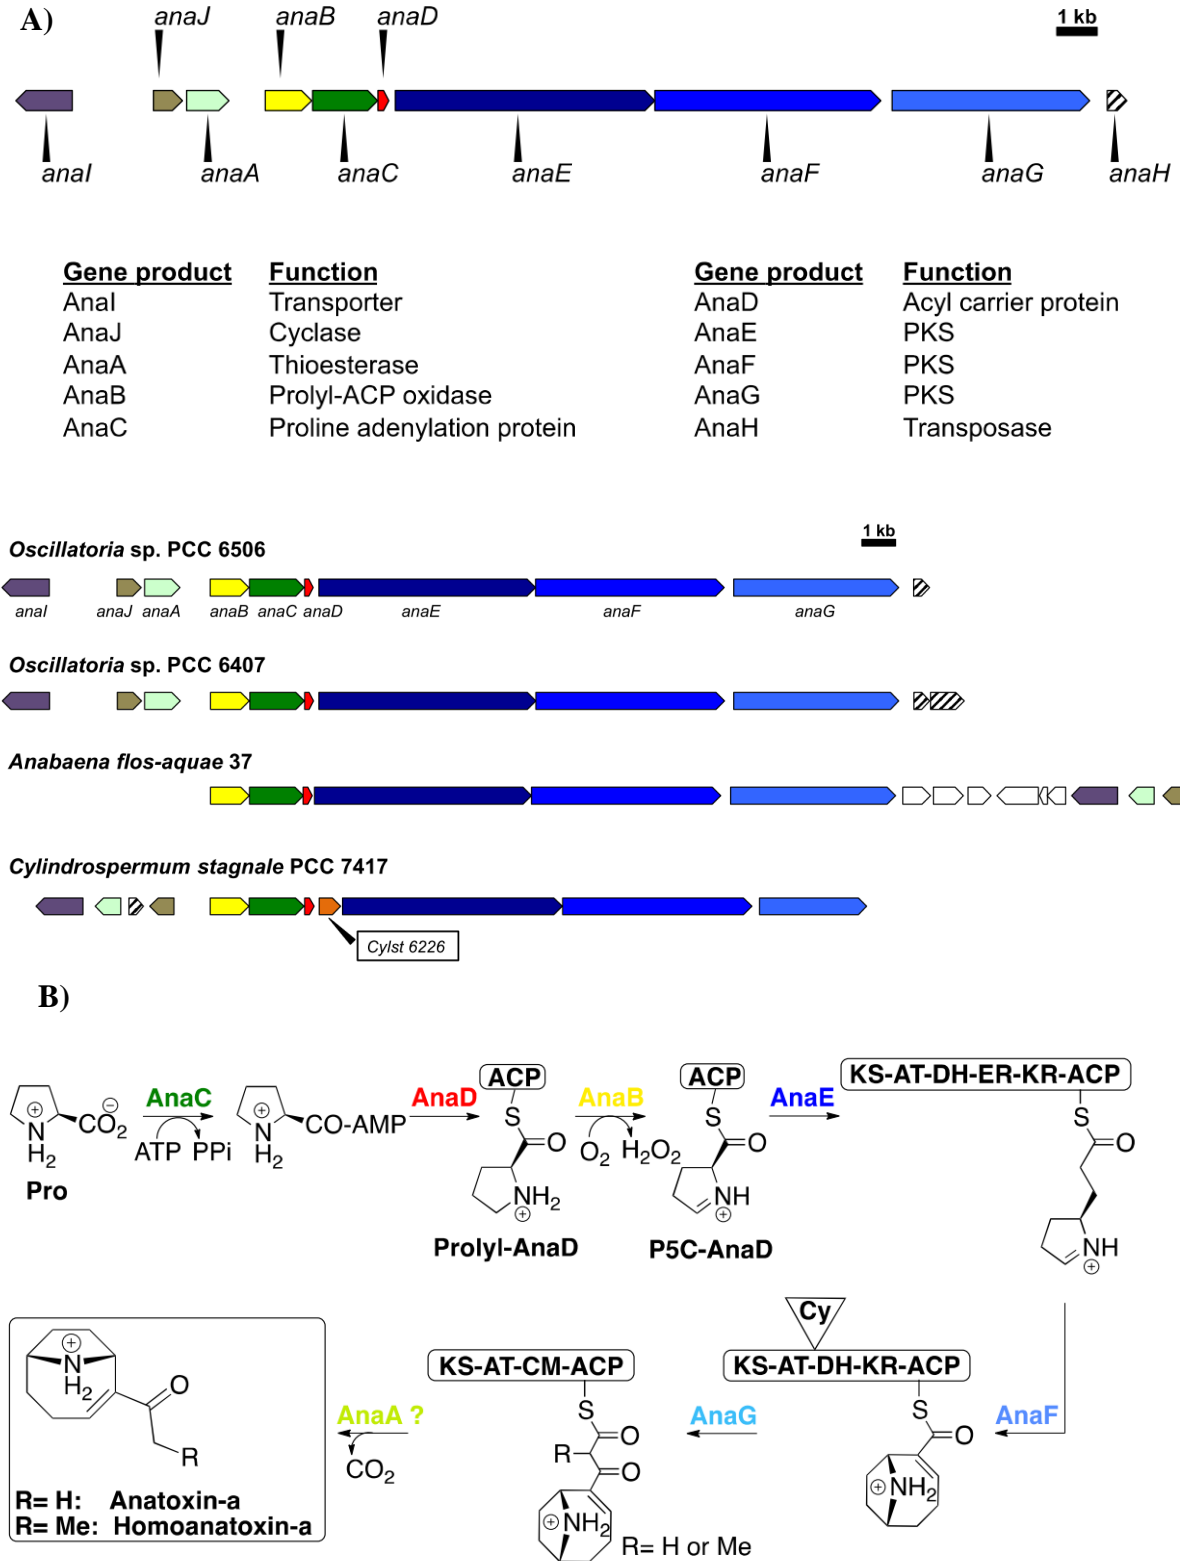 A)
anaJ anaB anaD 1 kb
anaI anaA anaC anaE anaF anaG anaH
Gene product Function Gene product Function
AnaI Transporter AnaD Acyl carrier protein
AnaJ Cyclase AnaE PKS
AnaA Thioesterase AnaF PKS
AnaB Prolyl-ACP oxidase AnaG PKS
AnaC Proline adenylation protein AnaH Transposase
1 kb
Oscillatoria sp. PCC 6506
anaI anaJ anaA anaB anaC anaD anaE anaF anaG
Oscillatoria sp. PCC 6407
Anabaena flos-aquae 37
Cylindrospermum stagnale PCC 7417
Cylst 6226
B)
KS-AT-DH-ER-KR-ACP
ACP ACP
AnaC AnaD AnaB AnaE
S S S
CO2 ⊖ CO-AMP O O O
ATP PPi O2 H2O2
N H2 ⊕ N H2 ⊕ NH2 ⊕ NH ⊕ NH ⊕
Pro
Prolyl-AnaD P5C-AnaD
Cy
KS-AT-CM-ACP KS-AT-DH-KR-ACP
⊕ N H2 O R
AnaA ? AnaG AnaF
CO2
S O R O ⊕ NH2
S O ⊕ NH2
R= H: Anatoxin-a
R= Me: Homoanatoxin-a
R= H or Me